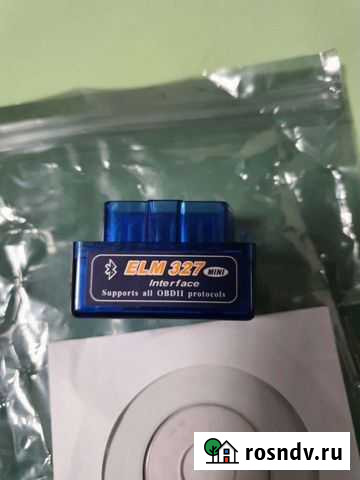 ELM 327 MINI
Interface
Supports all OBDII protocols
rosndv.ru